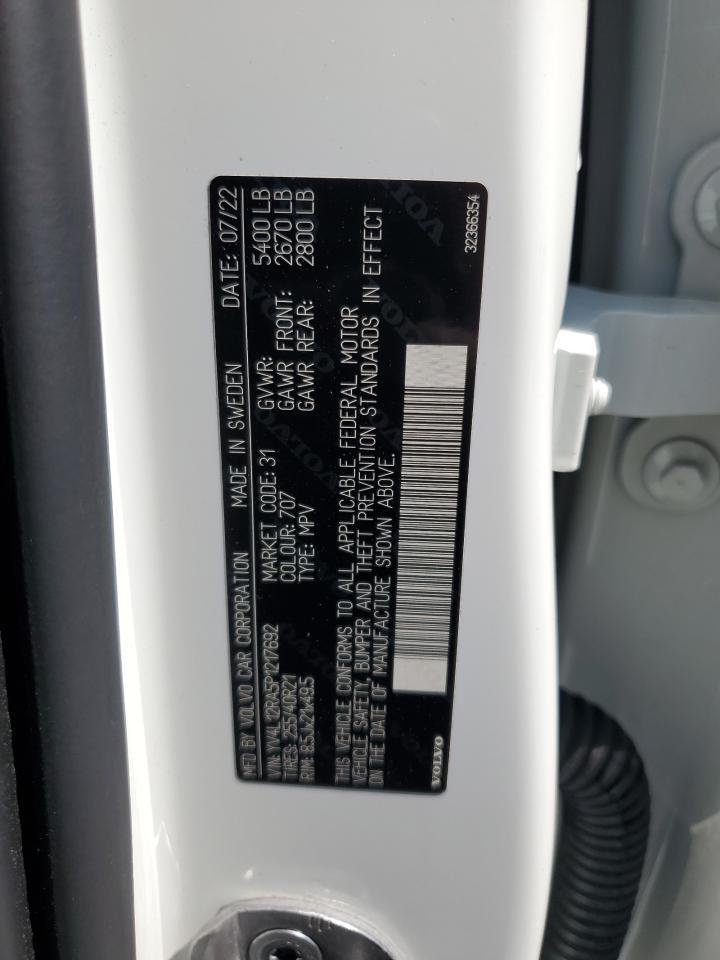 MFD BY VOLVO CAR CORPORATION MADE IN SWEDEN DATE: 07/22
VIN: YV4L12RA5P1217692 MARKET CODE: 31 GVWR: 5400 LB
TIRES: 255/40R21 COLOUR: 707 GAWR FRONT: 2670 LB
RIM: 8.5Jx21x49.5 TYPE: MPV GAWR REAR: 2800 LB
THIS VEHICLE CONFORMS TO ALL APPLICABLE FEDERAL MOTOR
VEHICLE SAFETY, BUMPER AND THEFT PREVENTION STANDARDS IN EFFECT
ON THE DATE OF MANUFACTURE SHOWN ABOVE.
VOLVO 32366354